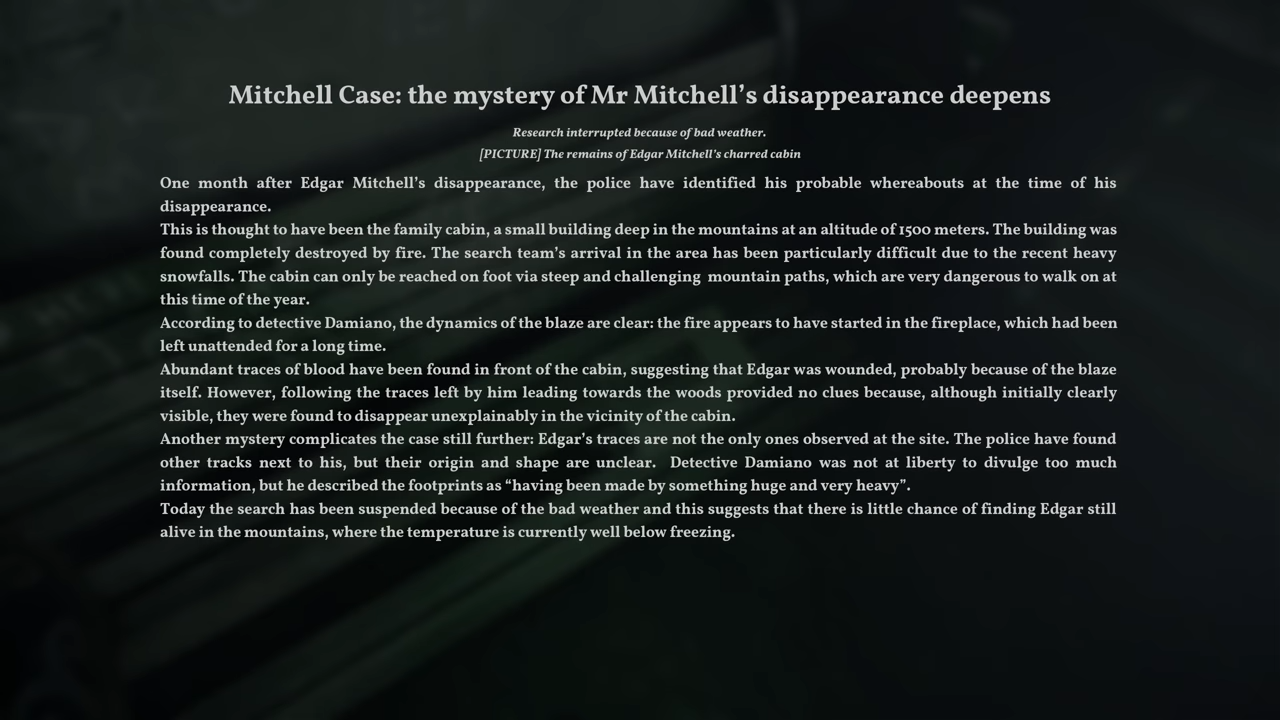 Mitchell Case: the mystery of Mr Mitchell’s disappearance deepens
Research interrupted because of bad weather.
[PICTURE] The remains of Edgar Mitchell’s charred cabin
One month after Edgar Mitchell’s disappearance, the police have identified his probable whereabouts at the time of his
disappearance.
This is thought to have been the family cabin, a small building deep in the mountains at an altitude of 1500 meters. The building was
found completely destroyed by fire. The search team’s arrival in the area has been particularly difficult due to the recent heavy
snowfalls. The cabin can only be reached on foot via steep and challenging  mountain paths, which are very dangerous to walk on at
this time of the year.
According to detective Damiano, the dynamics of the blaze are clear: the fire appears to have started in the fireplace, which had been
left unattended for a long time.
Abundant traces of blood have been found in front of the cabin, suggesting that Edgar was wounded, probably because of the blaze
itself. However, following the traces left by him leading towards the woods provided no clues because, although initially clearly
visible, they were found to disappear unexplainably in the vicinity of the cabin.
Another mystery complicates the case still further: Edgar’s traces are not the only ones observed at the site. The police have found
other tracks next to his, but their origin and shape are unclear.  Detective Damiano was not at liberty to divulge too much
information, but he described the footprints as “having been made by something huge and very heavy”.
Today the search has been suspended because of the bad weather and this suggests that there is little chance of finding Edgar still
alive in the mountains, where the temperature is currently well below freezing.